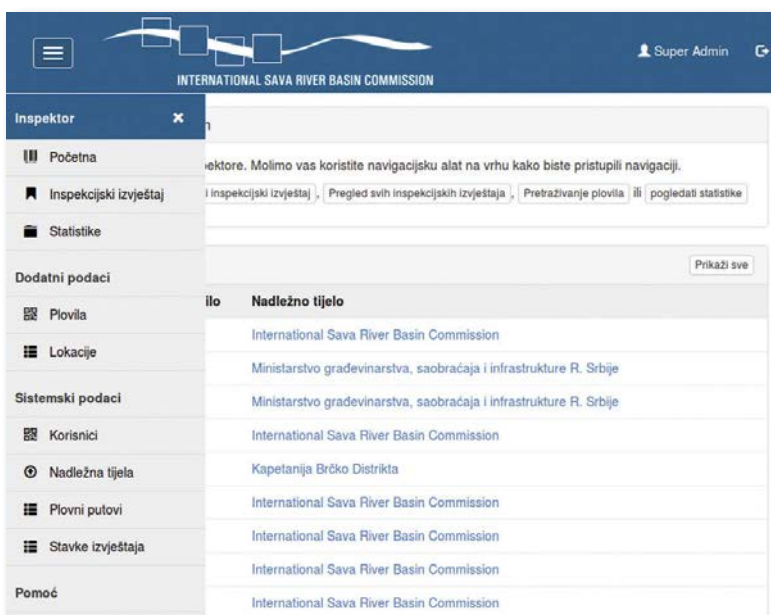 INTERNATIONAL SAVA RIVER BASIN COMMISSION
Super Admin
Inspektor
Početna
Inspekcijski izvještaj
Statistike
Dodatni podaci
Plovila
Lokacije
Sistemski podaci
Korisnici
Nadležna tijela
Plovni putovi
Stavke izvještaja
Pomoć
. Molimo vas koristite navigacijsku alat na vrhu kako biste pristupili navigaciji.
i inspekcijski izvještaj , Pregled svih inspekcijskih izvještaja , Pretraživanje plovila ili pogledati statistike
Prikaži sve
Nadležno tijelo
International Sava River Basin Commission
Ministarstvo građevinarstva, saobraćaja i infrastrukture R. Srbije
Ministarstvo građevinarstva, saobraćaja i infrastrukture R. Srbije
International Sava River Basin Commission
Kapetanija Brčko Distrikta
International Sava River Basin Commission
International Sava River Basin Commission
International Sava River Basin Commission
International Sava River Basin Commission